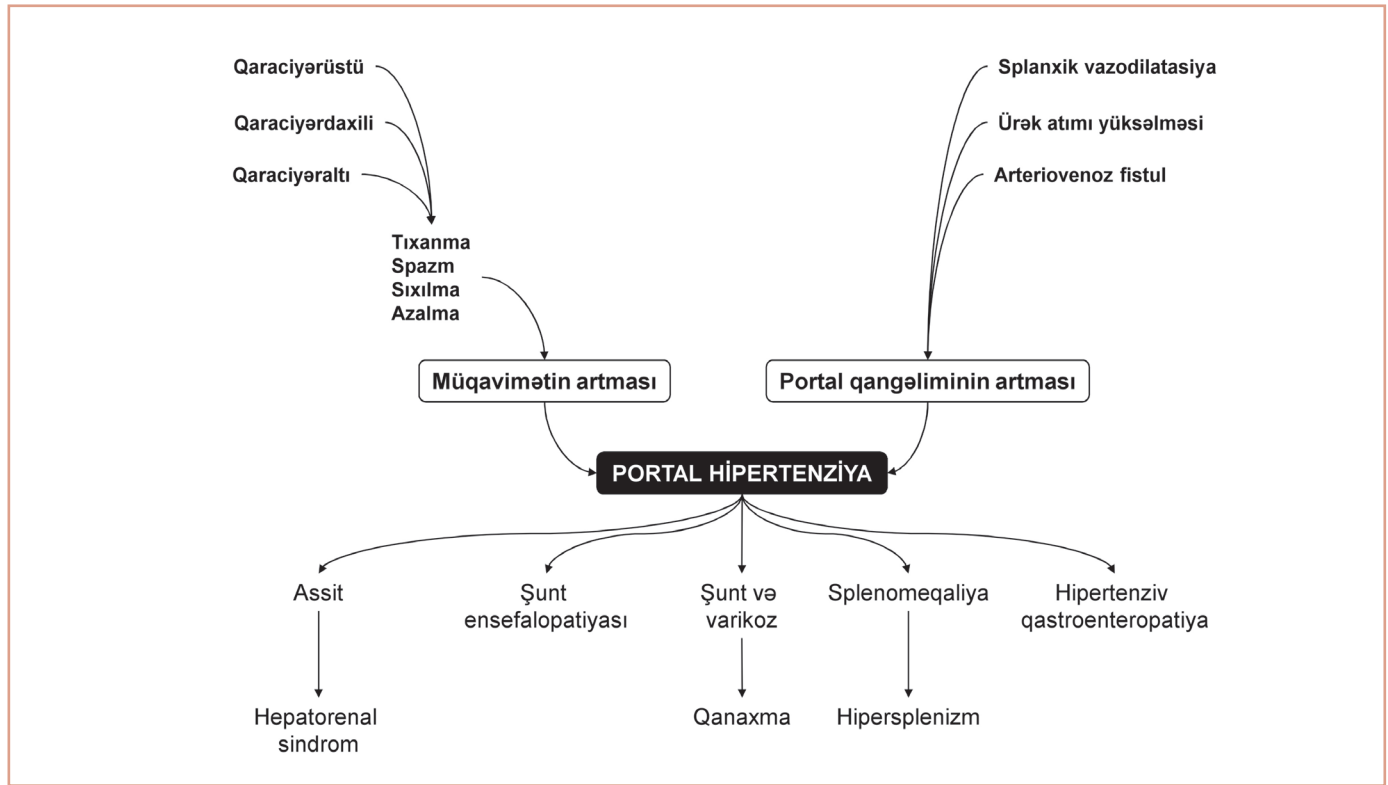 Qaraciyərüstü
Qaraciyərdaxili
Qaraciyəraltı
Tıxanma
Spazm
Sıxılma
Azalma
Splanxik vazodilatasiya
Ürək atımı yüksəlməsi
Arteriovenoz fistul
Müqavimətin artması
Portal qangəliminin artması
PORTAL HİPERTENZİYA
Assit
Şunt
ensefalopatiyası
Şunt və
varikoz
Splenomeqaliya
Hipertenziv
qastroenteropatiya
Hepatorenal
sindrom
Qanaxma
Hipersplenizm